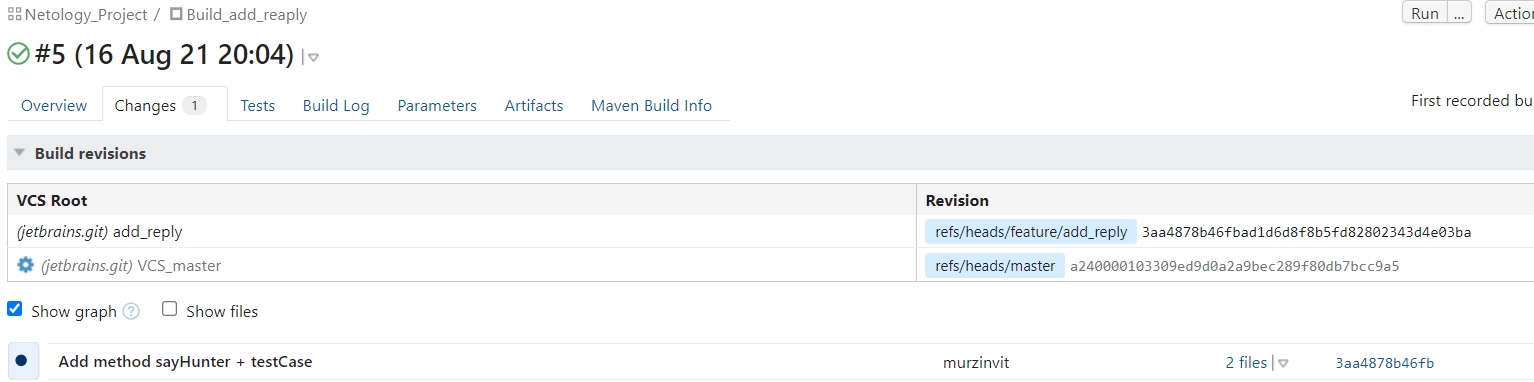 Netology_Project / Build_add_reaply
Run ... Action
#5 (16 Aug 21 20:04)
Overview Changes 1 Tests Build Log Parameters Artifacts Maven Build Info
First recorded bu
Build revisions
VCS Root Revision
(jetbrains.git) add_reply refs/heads/feature/add_reply 3aa4878b46fbad1d6d8f8b5fd82802343d4e03ba
(jetbrains.git) VCS_master refs/heads/master a240000103309ed9d0a2a9bec289f80db7bcc9a5
Show graph ? Show files
Add method sayHunter + testCase murzinvit 2 files 3aa4878b46fb